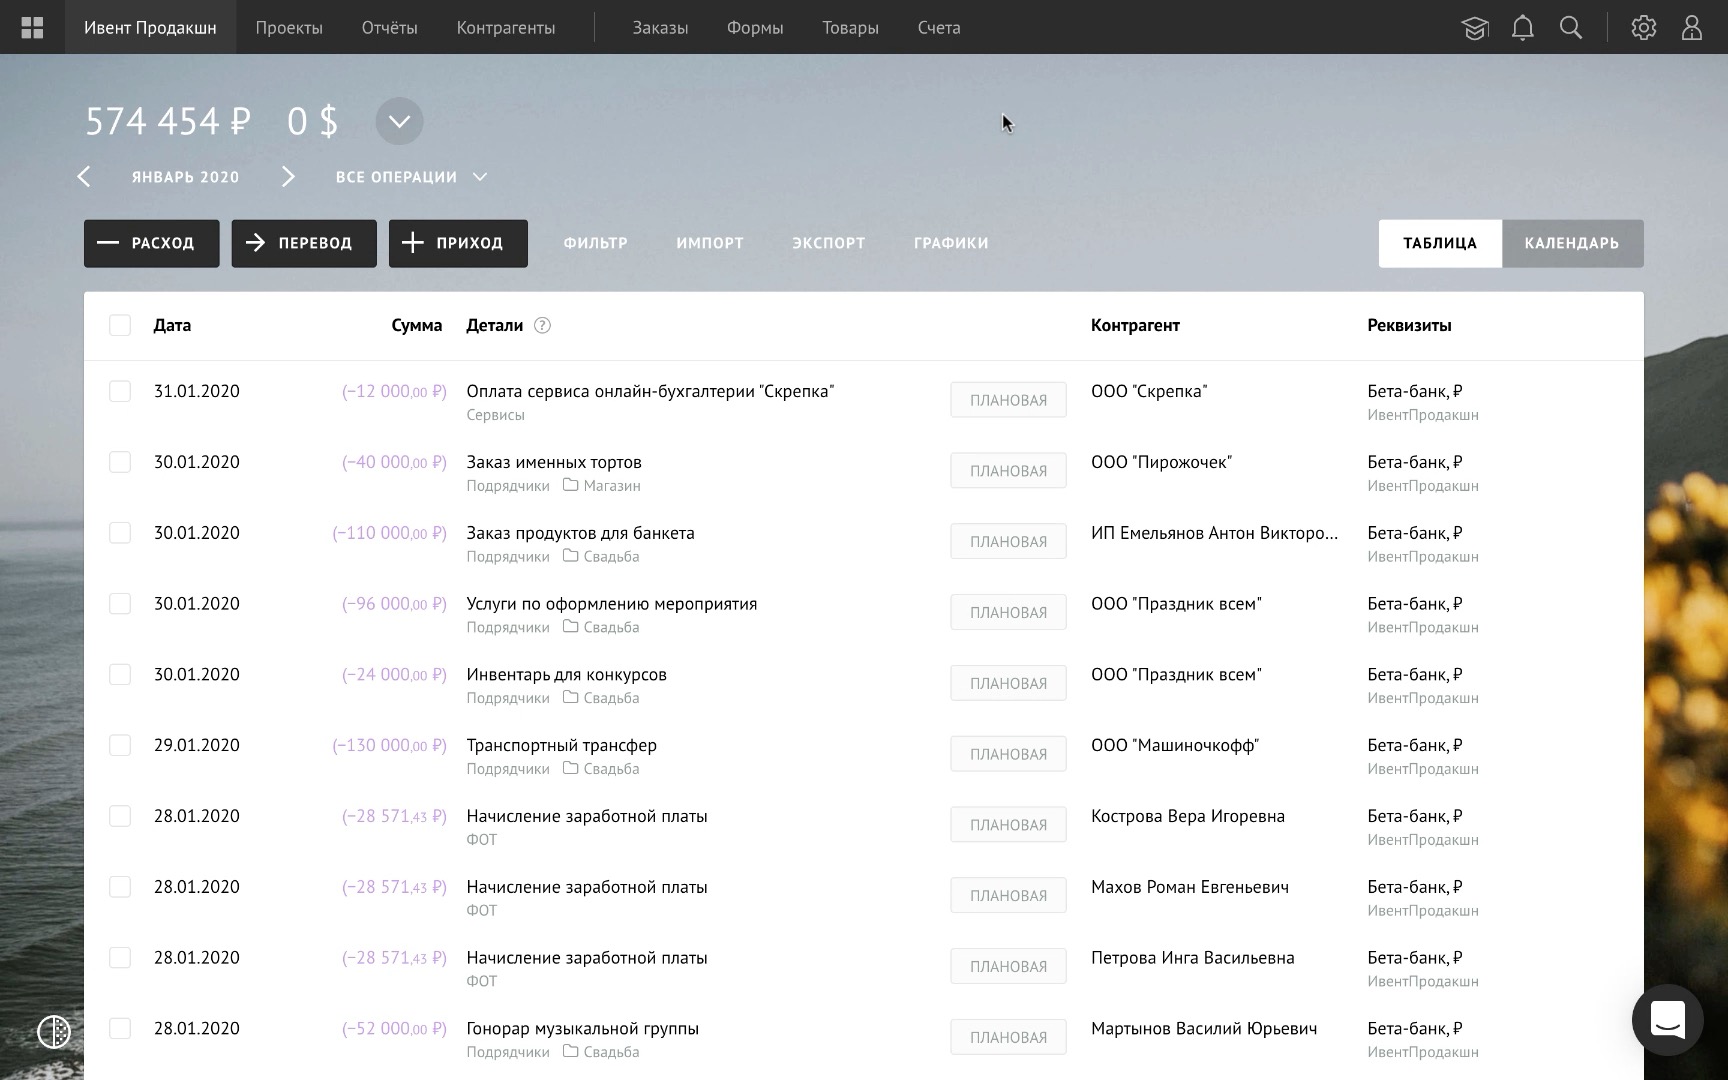 Ивент Продакшн Проекты Отчёты Контрагенты Заказы Формы Товары Счета
574 454 ₽ 0 $
ЯНВАРЬ 2020 ВСЕ ОПЕРАЦИИ
РАСХОД ПЕРЕВОД ПРИХОД ФИЛЬТР ИМПОРТ ЭКСПОРТ ГРАФИКИ ТАБЛИЦА КАЛЕНДАРЬ
Дата Сумма Детали ? Контрагент Реквизиты
31.01.2020 (−12 000,00 ₽) Оплата сервиса онлайн-бухгалтерии "Скрепка" ПЛАНОВАЯ ООО "Скрепка" Бета-банк, ₽
Сервисы ИвентПродакшн
30.01.2020 (−40 000,00 ₽) Заказ именных тортов ПЛАНОВАЯ ООО "Пирожочек" Бета-банк, ₽
Подрядчики Магазин ИвентПродакшн
30.01.2020 (−110 000,00 ₽) Заказ продуктов для банкета ПЛАНОВАЯ ИП Емельянов Антон Викторо... Бета-банк, ₽
Подрядчики Свадьба ИвентПродакшн
30.01.2020 (−96 000,00 ₽) Услуги по оформлению мероприятия ПЛАНОВАЯ ООО "Праздник всем" Бета-банк, ₽
Подрядчики Свадьба ИвентПродакшн
30.01.2020 (−24 000,00 ₽) Инвентарь для конкурсов ПЛАНОВАЯ ООО "Праздник всем" Бета-банк, ₽
Подрядчики Свадьба ИвентПродакшн
29.01.2020 (−130 000,00 ₽) Транспортный трансфер ПЛАНОВАЯ ООО "Машиночкофф" Бета-банк, ₽
Подрядчики Свадьба ИвентПродакшн
28.01.2020 (−28 571,43 ₽) Начисление заработной платы ПЛАНОВАЯ Кострова Вера Игоревна Бета-банк, ₽
ФОТ ИвентПродакшн
28.01.2020 (−28 571,43 ₽) Начисление заработной платы ПЛАНОВАЯ Махов Роман Евгеньевич Бета-банк, ₽
ФОТ ИвентПродакшн
28.01.2020 (−28 571,43 ₽) Начисление заработной платы ПЛАНОВАЯ Петрова Инга Васильевна Бета-банк, ₽
ФОТ ИвентПродакшн
28.01.2020 (−52 000,00 ₽) Гонорар музыкальной группы ПЛАНОВАЯ Мартынов Василий Юрьевич Бета-банк, ₽
Подрядчики Свадьба ИвентПродакшн